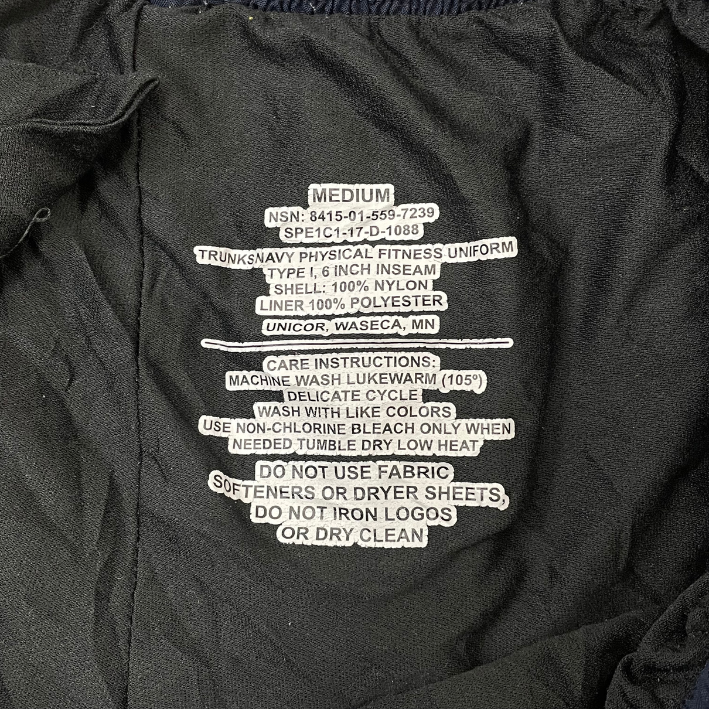 MEDIUM
NSN: 8415-01-559-7239
SPE1C1-17-D-1088
TRUNKSNAVY PHYSICAL FITNESS UNIFORM
TYPE I, 6 INCH INSEAM
SHELL: 100% NYLON
LINER 100% POLYESTER
UNICOR, WASECA, MN
CARE INSTRUCTIONS:
MACHINE WASH LUKEWARM (105º)
DELICATE CYCLE
WASH WITH LIKE COLORS
USE NON-CHLORINE BLEACH ONLY WHEN
NEEDED TUMBLE DRY LOW HEAT
DO NOT USE FABRIC
SOFTENERS OR DRYER SHEETS,
DO NOT IRON LOGOS
OR DRY CLEAN